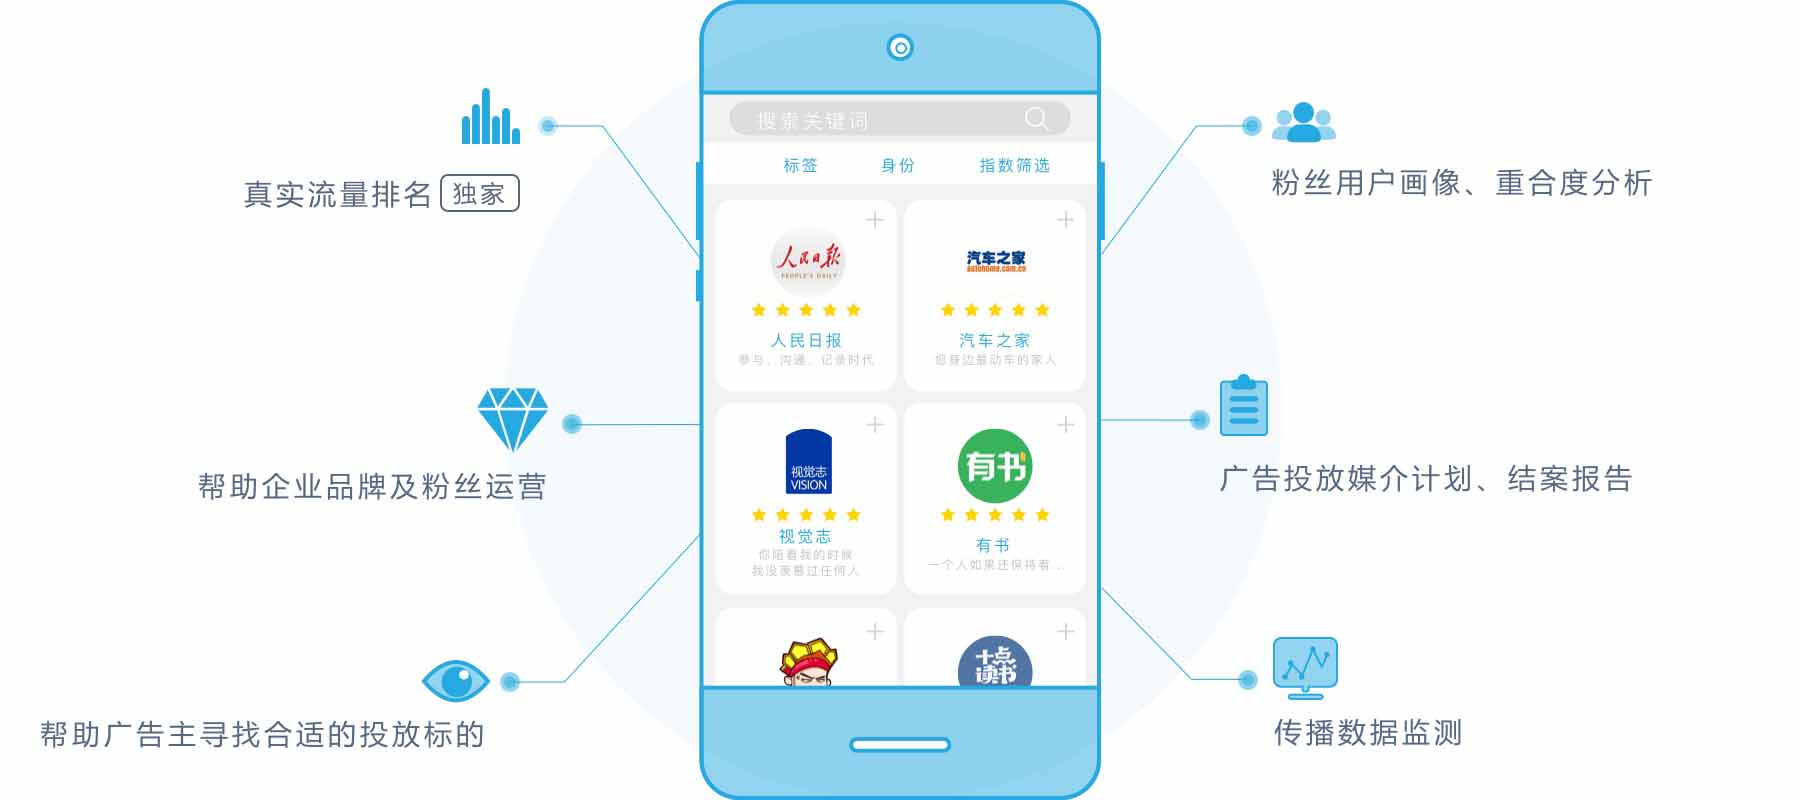 真实流量排名 独家
帮助企业品牌及粉丝运营
帮助广告主寻找合适的投放标的
搜索关键词
标签 身份 指数筛选
人民日报
PEOPLE'S DAILY
人民日报
参与、沟通、记录时代
汽车之家
autohome.com.cn
汽车之家
您身边最动车的家人
视觉志
VISION
视觉志
你陪着我的时候
我没羡慕过任何人
有书
有书
一个人如果还保持着...
十点
读书
粉丝用户画像、重合度分析
广告投放媒介计划、结案报告
传播数据监测